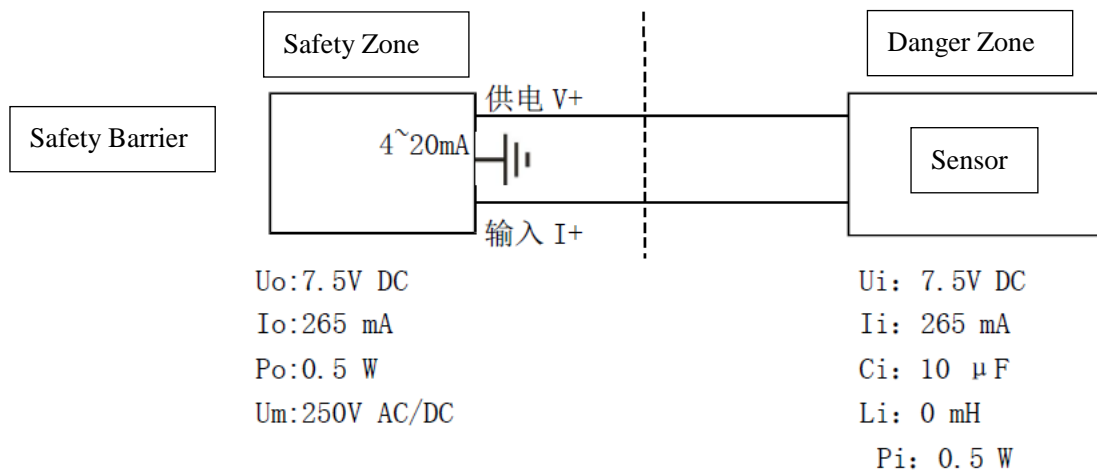 Safety Zone
Danger Zone
Safety Barrier
供电 V+
4~20mA
Sensor
输入 I+
Uo:7.5V DC
Io:265 mA
Po:0.5 W
Um:250V AC/DC
Ui: 7.5V DC
Ii: 265 mA
Ci: 10 μF
Li: 0 mH
Pi: 0.5 W